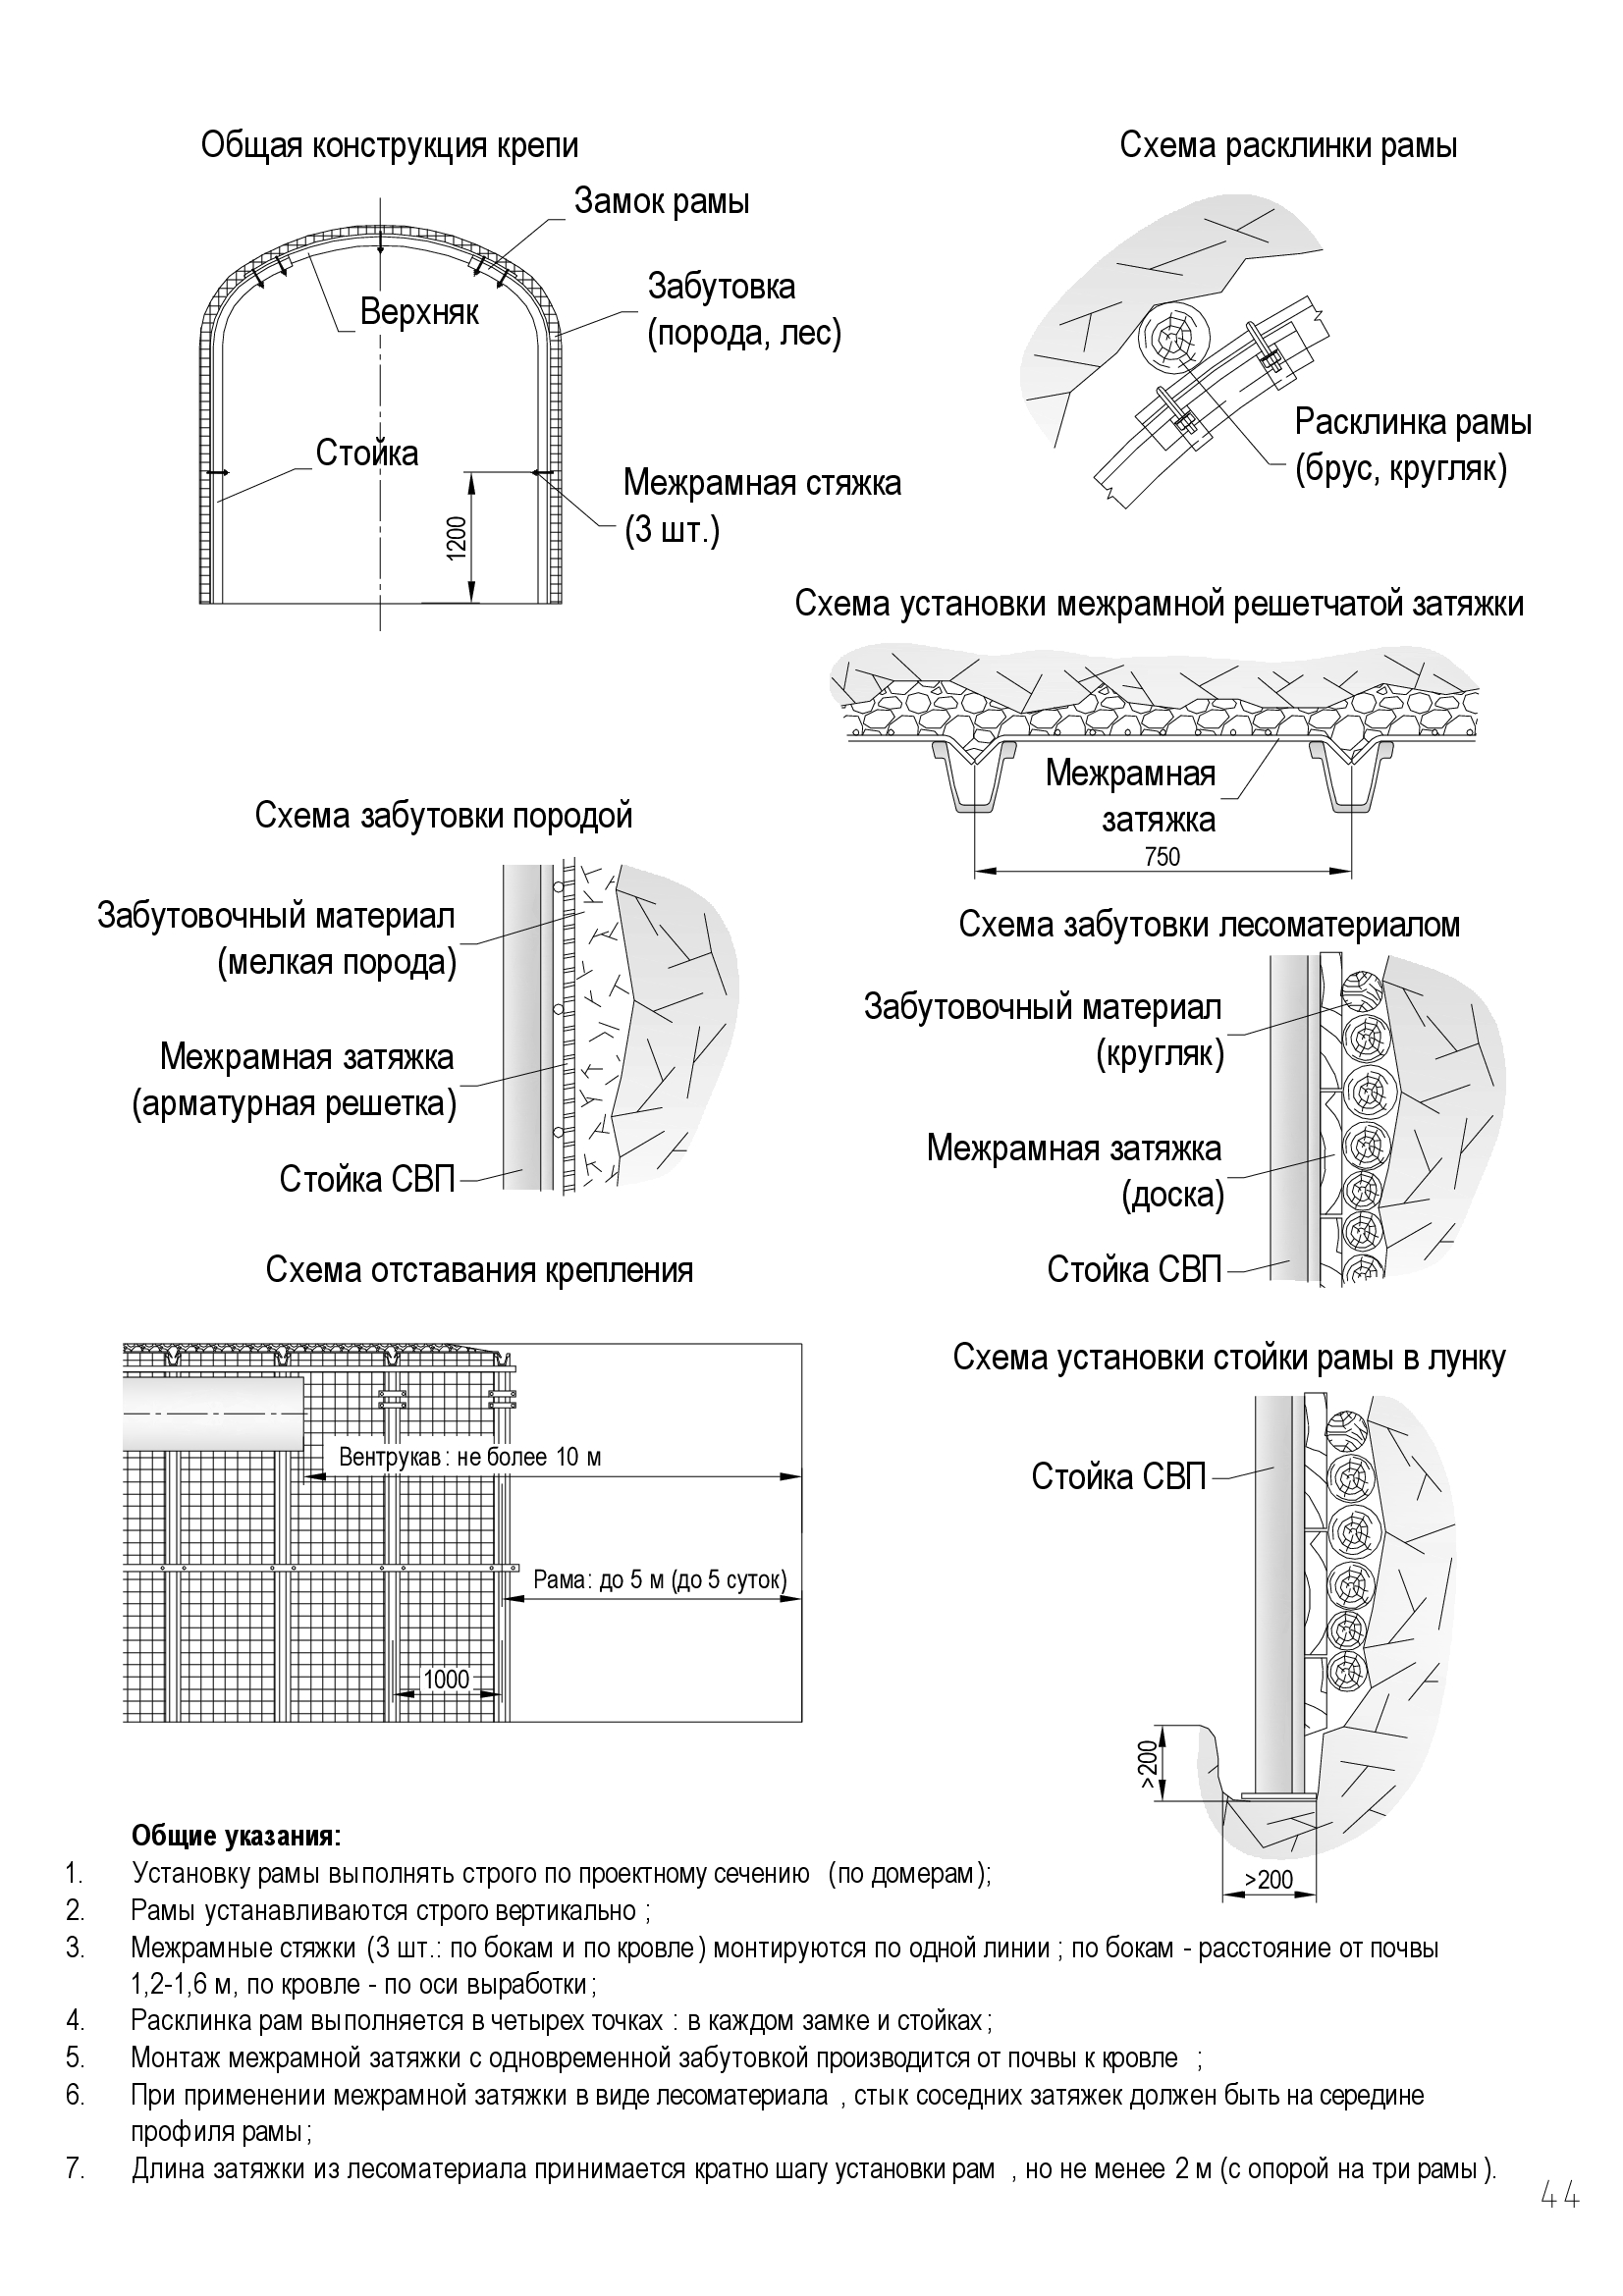 Общая конструкция крепи
Замок рамы
Верхняк
Забутовка
(порода, лес)
Стойка
Межрамная стяжка
(3 шт.)
1200
Схема расклинки рамы
Расклинка рамы
(брус, кругляк)
Схема установки межрамной решетчатой затяжки
Межрамная
затяжка
750
Схема забутовки породой
Забутовочный материал
(мелкая порода)
Межрамная затяжка
(арматурная решетка)
Стойка СВП
Схема забутовки лесоматериалом
Забутовочный материал
(кругляк)
Межрамная затяжка
(доска)
Стойка СВП
Схема отставания крепления
Вентрукав: не более 10 м
Рама: до 5 м (до 5 суток)
1000
Схема установки стойки рамы в лунку
Стойка СВП
>200
>200
Общие указания:
1. Установку рамы выполнять строго по проектному сечению (по домерам);
2. Рамы устанавливаются строго вертикально;
3. Межрамные стяжки (3 шт.: по бокам и по кровле) монтируются по одной линии; по бокам - расстояние от почвы
1,2-1,6 м, по кровле - по оси выработки;
4. Расклинка рам выполняется в четырех точках: в каждом замке и стойках;
5. Монтаж межрамной затяжки с одновременной забутовкой производится от почвы к кровле;
6. При применении межрамной затяжки в виде лесоматериала, стык соседних затяжек должен быть на середине
профиля рамы;
7. Длина затяжки из лесоматериала принимается кратно шагу установки рам, но не менее 2 м (с опорой на три рамы).
44